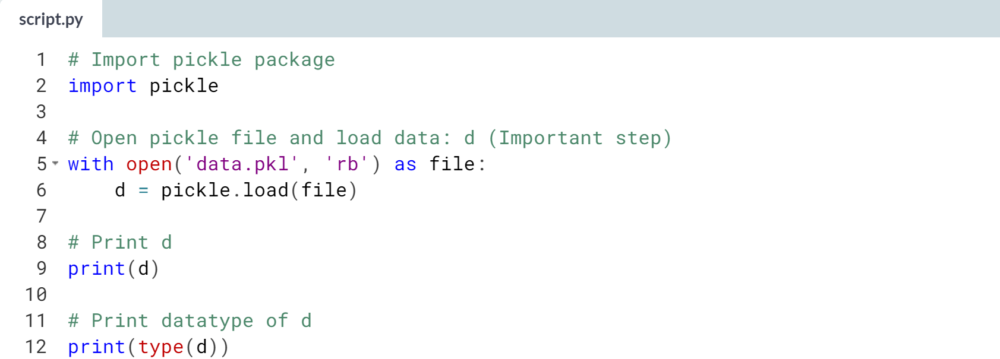 script.py
1 # Import pickle package
2 import pickle
3
4 # Open pickle file and load data: d (Important step)
5 with open('data.pkl', 'rb') as file:
6     d = pickle.load(file)
7
8 # Print d
9 print(d)
10
11 # Print datatype of d
12 print(type(d))